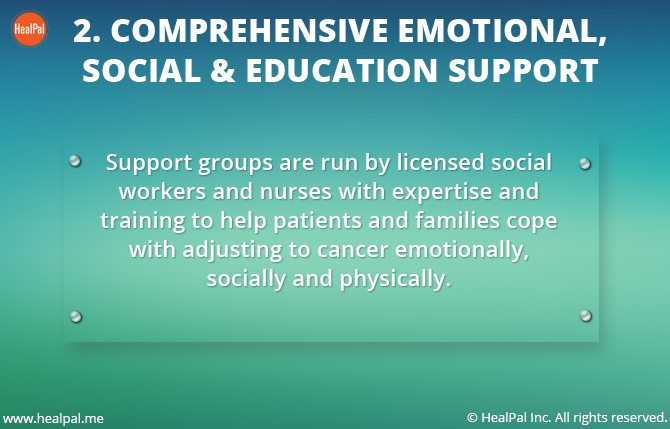 HealPal
2. COMPREHENSIVE EMOTIONAL,
SOCIAL & EDUCATION SUPPORT
Support groups are run by licensed social
workers and nurses with expertise and
training to help patients and families cope
with adjusting to cancer emotionally,
socially and physically.
www.healpal.me
© HealPal Inc. All rights reserved.